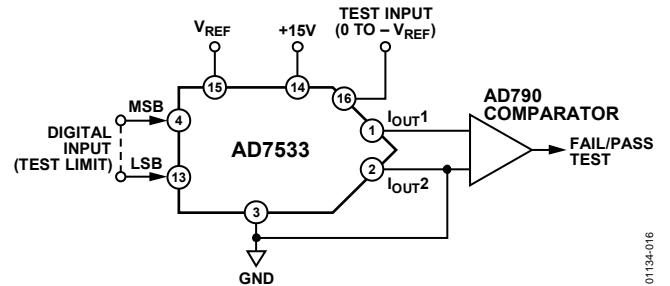 TEST INPUT
(0 TO – VREF)
VREF
+15V
15
14
16
MSB
4
DIGITAL
INPUT
(TEST LIMIT)
LSB
13
AD7533
1
IOUT1
2
IOUT2
AD790
COMPARATOR
FAIL/PASS
TEST
3
GND
01134-016